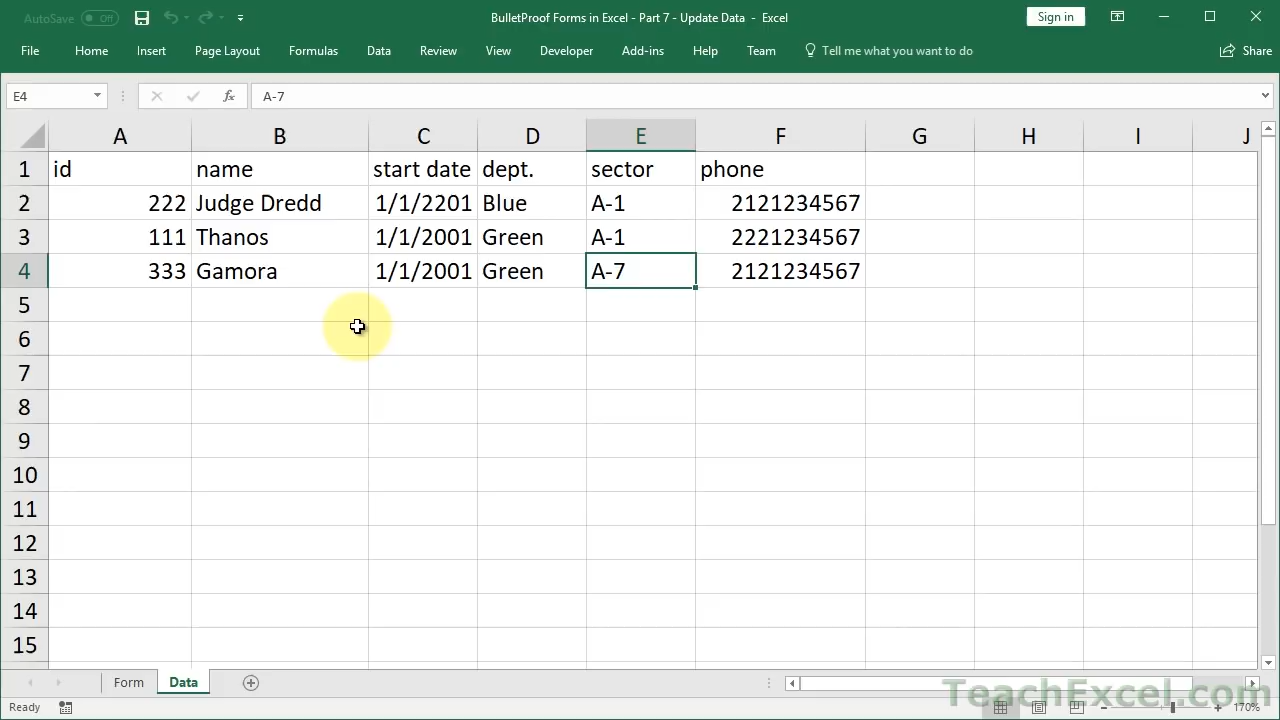 AutoSave Off BulletProof Forms in Excel - Part 7 - Update Data - Excel Sign in
File Home Insert Page Layout Formulas Data Review View Developer Add-ins Help Team Tell me what you want to do Share
E4 fx A-7
A B C D E F G H I J
1 id name start date dept. sector phone
2 222 Judge Dredd 1/1/2201 Blue A-1 2121234567
3 111 Thanos 1/1/2001 Green A-1 2221234567
4 333 Gamora 1/1/2001 Green A-7 2121234567
5
6
7
8
9
10
11
12
13
14
15
Form Data
TeachExcel.com
Ready 170%